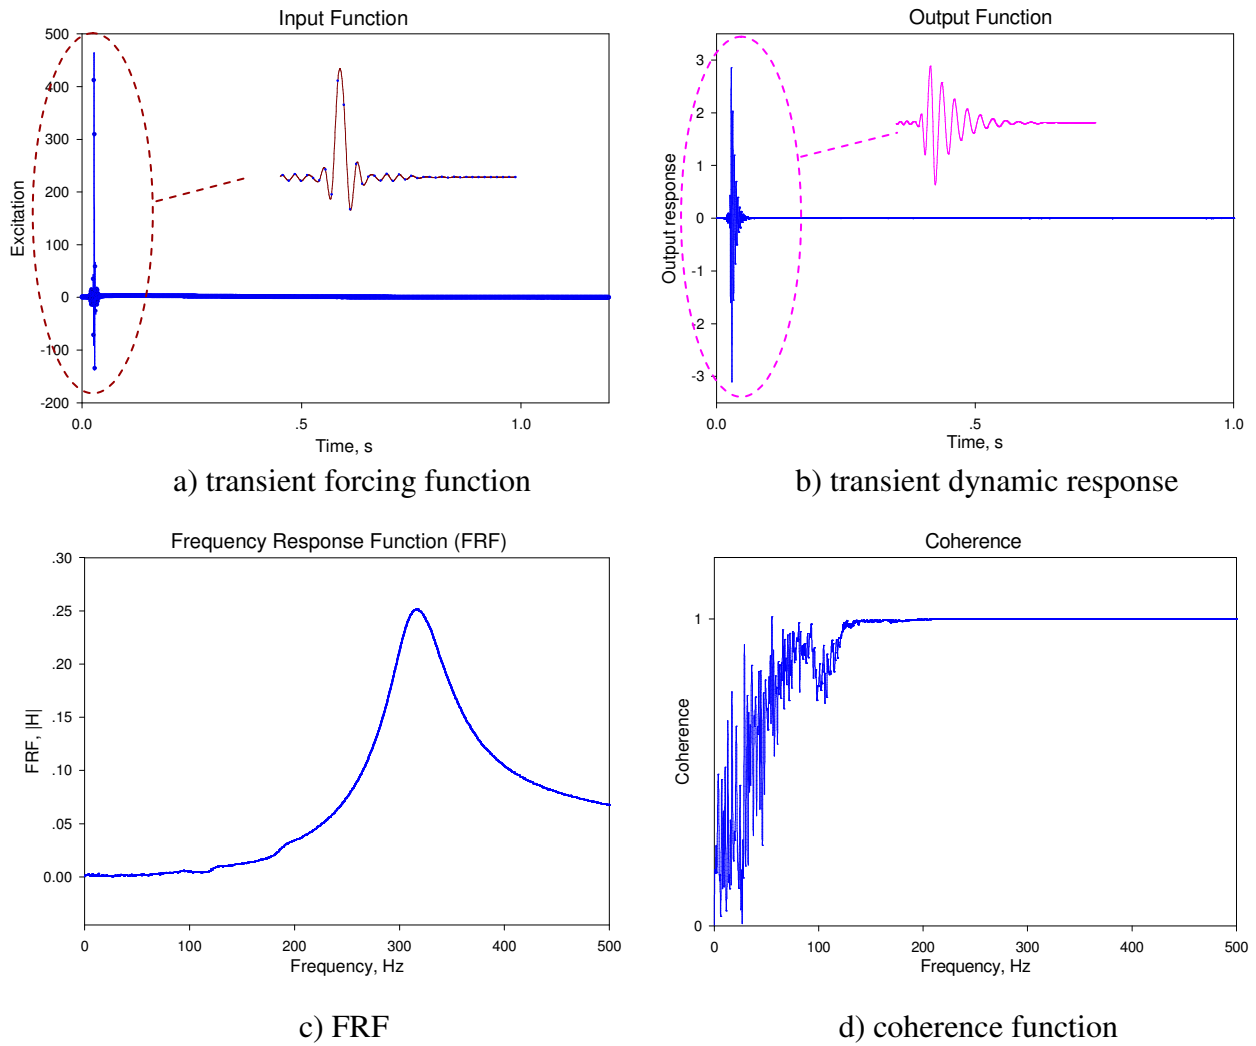 Input Function
500
400
300
200
100
0
-100
-200
Excitation
0.0
.5
1.0
Time, s
a) transient forcing function
Output Function
3
2
1
0
-1
-2
-3
Output response
0.0
.5
1.0
Time, s
b) transient dynamic response
Frequency Response Function (FRF)
.30
.25
.20
.15
.10
.05
0.00
FRF, |H|
0
100
200
300
400
500
Frequency, Hz
c) FRF
Coherence
1
0
Coherence
0
100
200
300
400
500
Frequency, Hz
d) coherence function